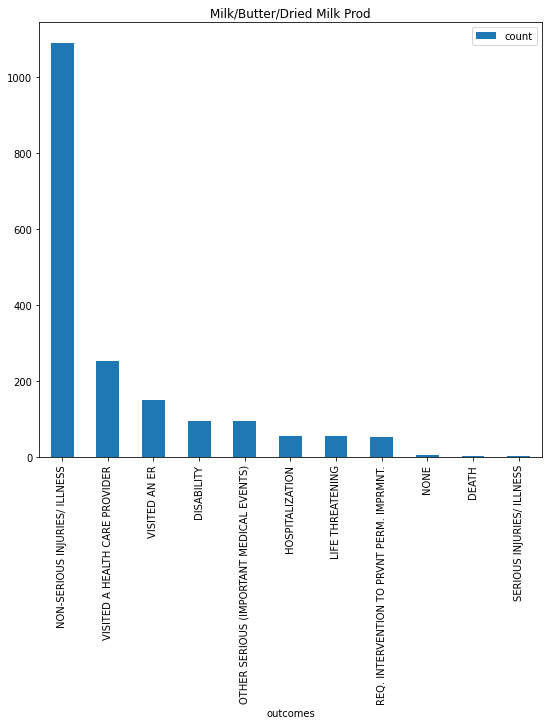 Milk/Butter/Dried Milk Prod
count
1000
800
600
400
200
0
NON-SERIOUS INJURIES/ ILLNESS
VISITED A HEALTH CARE PROVIDER
VISITED AN ER
DISABILITY
OTHER SERIOUS (IMPORTANT MEDICAL EVENTS)
HOSPITALIZATION
LIFE THREATENING
REQ. INTERVENTION TO PRVNT PERM. IMPRMNT.
NONE
DEATH
SERIOUS INJURIES/ ILLNESS
outcomes